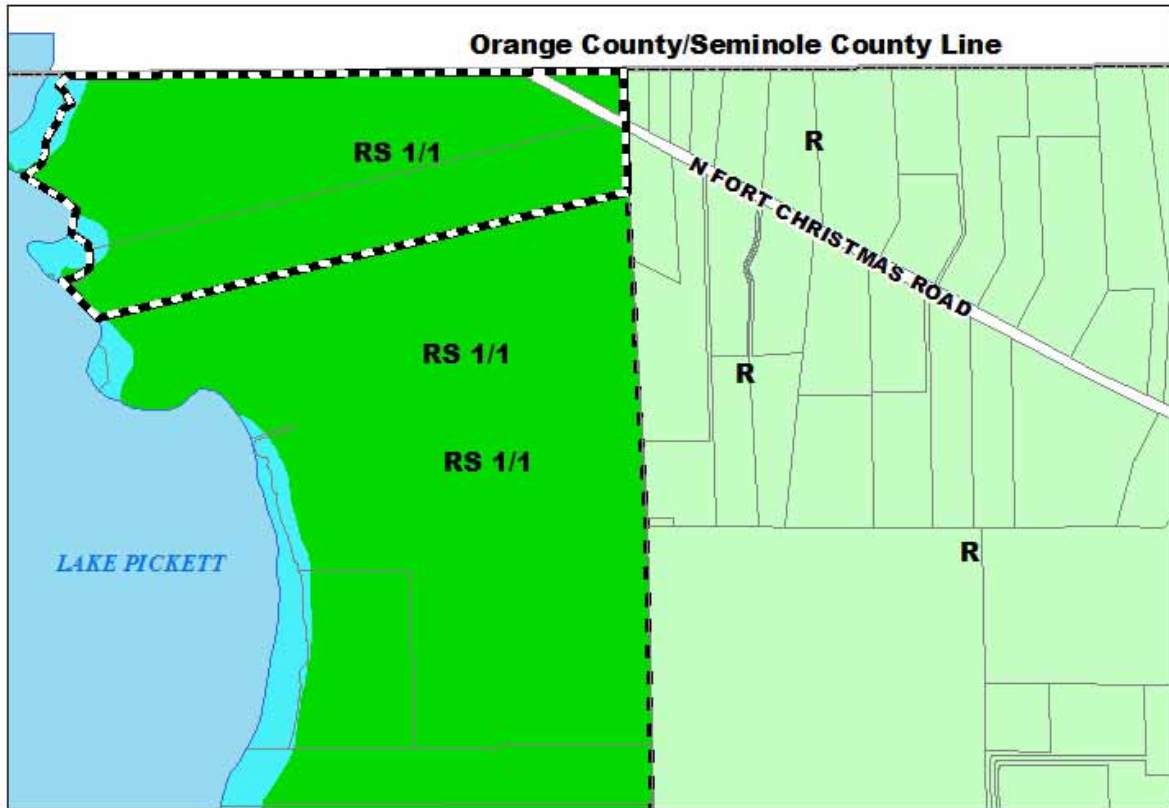 Orange County/Seminole County Line
RS 1/1
R
N FORT CHRISTMAS ROAD
RS 1/1
R
RS 1/1
R
LAKE PICKETT